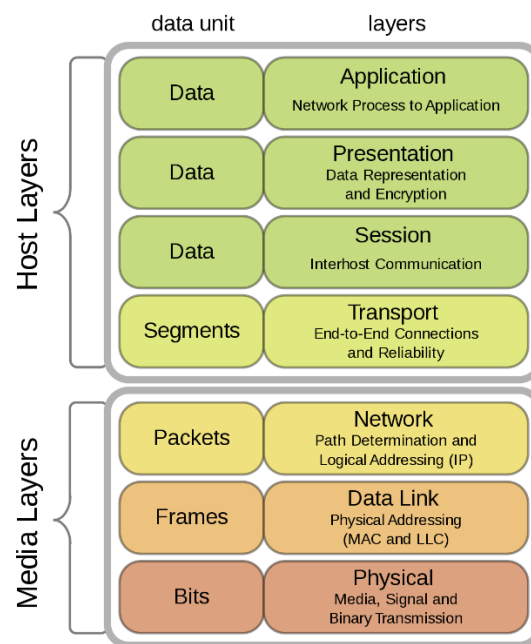 data unit layers
Host Layers
Data
Application
Network Process to Application
Data
Presentation
Data Representation
and Encryption
Data
Session
Interhost Communication
Segments
Transport
End-to-End Connections
and Reliability
Media Layers
Packets
Network
Path Determination and
Logical Addressing (IP)
Frames
Data Link
Physical Addressing
(MAC and LLC)
Bits
Physical
Media, Signal and
Binary Transmission